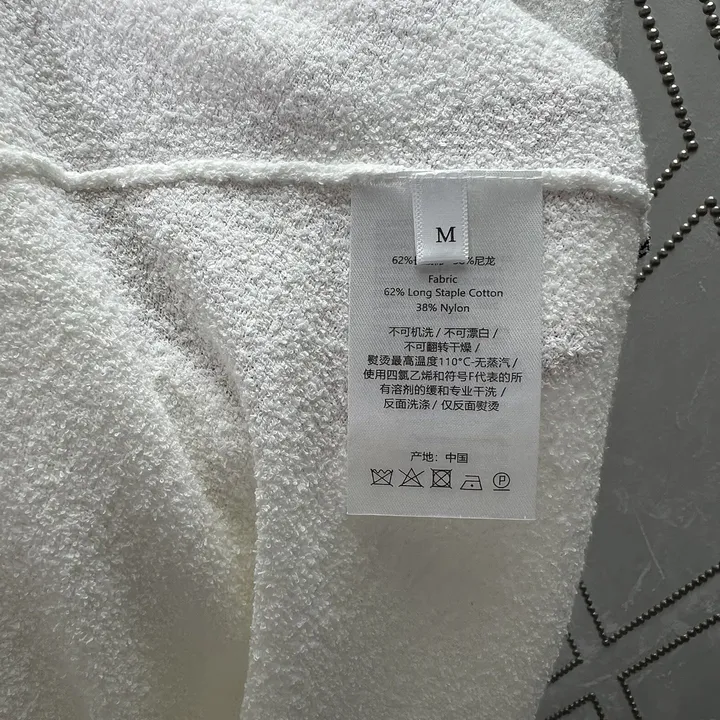 M
62% %尼龙
Fabric
62% Long Staple Cotton
38% Nylon
不可机洗 / 不可漂白 /
不可翻转干燥 /
熨烫最高温度110°C-无蒸汽 /
使用四氯乙烯和符号F代表的所
有溶剂的缓和专业干洗 /
反面洗涤 / 仅反面熨烫
产地：中国
P